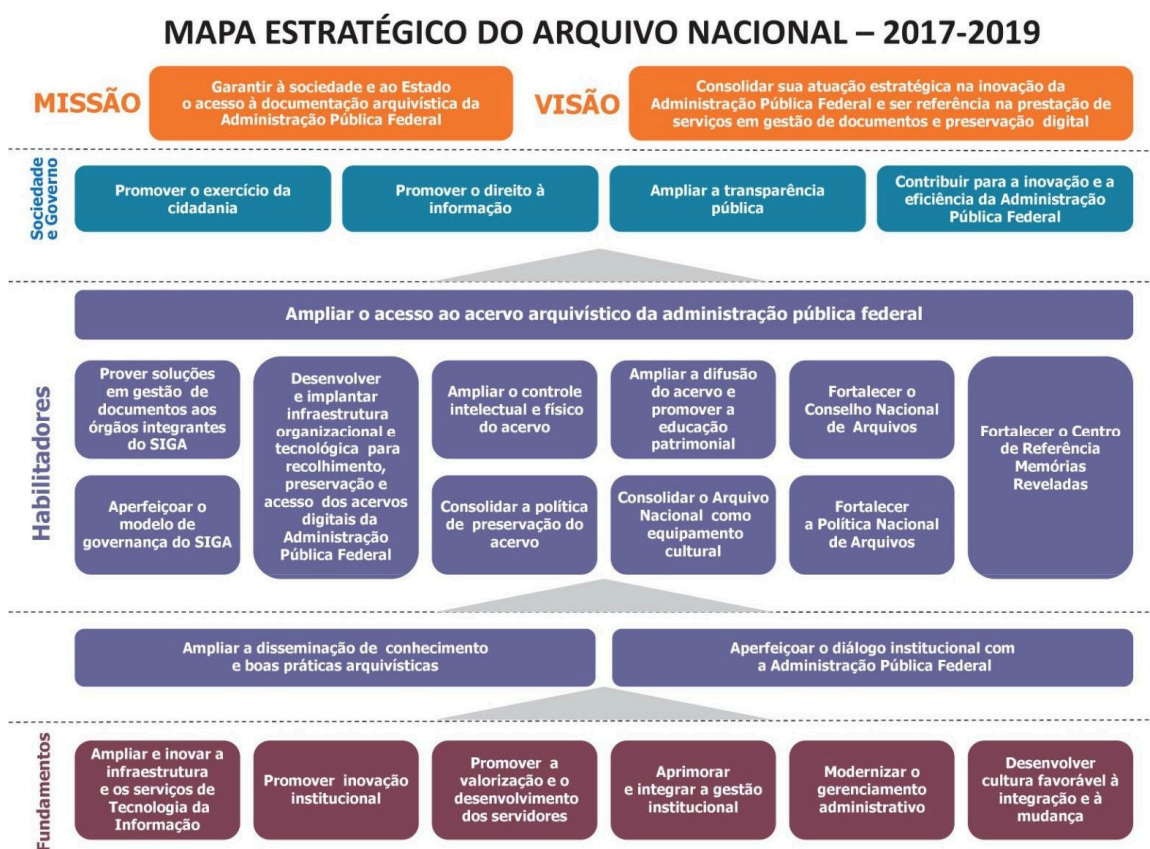 MAPA ESTRATÉGICO DO ARQUIVO NACIONAL – 2017-2019
MISSÃO
Garantir à sociedade e ao Estado
o acesso à documentação arquivística da
Administração Pública Federal
VISÃO
Consolidar sua atuação estratégica na inovação da
Administração Pública Federal e ser referência na prestação de
serviços em gestão de documentos e preservação digital
Sociedade
e Governo
Promover o exercício da
cidadania
Promover o direito à
informação
Ampliar a transparência
pública
Contribuir para a inovação e a
eficiência da Administração
Pública Federal
Habilitadores
Ampliar o acesso ao acervo arquivístico da administração pública federal
Prover soluções
em gestão de
documentos aos
órgãos integrantes
do SIGA
Desenvolver
e implantar
infraestrutura
organizacional e
tecnológica para
recolhimento,
preservação e
acesso dos acervos
digitais da
Administração
Pública Federal
Ampliar o controle
intelectual e físico
do acervo
Ampliar a difusão
do acervo e
promover a
educação
patrimonial
Fortalecer o
Conselho Nacional
de Arquivos
Fortalecer o Centro
de Referência
Memórias
Reveladas
Aperfeiçoar o
modelo de
governança do SIGA
Consolidar a política
de preservação do
acervo
Consolidar o Arquivo
Nacional como
equipamento
cultural
Fortalecer
a Política Nacional
de Arquivos
Ampliar a disseminação de conhecimento
e boas práticas arquivísticas
Aperfeiçoar o diálogo institucional com
a Administração Pública Federal
Fundamentos
Ampliar e inovar a
infraestrutura
e os serviços de
Tecnologia da
Informação
Promover inovação
institucional
Promover a
valorização e o
desenvolvimento
dos servidores
Aprimorar
e integrar a gestão
institucional
Modernizar o
gerenciamento
administrativo
Desenvolver
cultura favorável à
integração e à
mudança